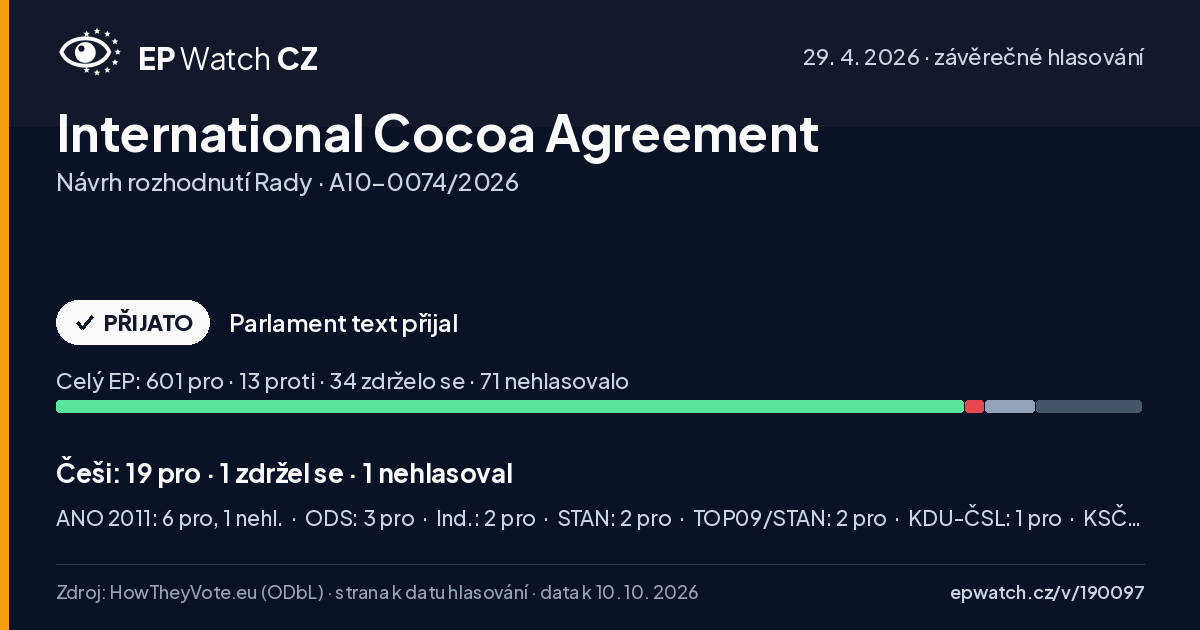 EP Watch CZ
29. 4. 2026 · závěrečné hlasování
International Cocoa Agreement
Návrh rozhodnutí Rady · A10-0074/2026
✓ PŘIJATO
Parlament text přijal
Celý EP: 601 pro · 13 proti · 34 zdrželo se · 71 nehlasovalo
Češi: 19 pro · 1 zdržel se · 1 nehlasoval
ANO 2011: 6 pro, 1 nehl. · ODS: 3 pro · Ind.: 2 pro · STAN: 2 pro · TOP09/STAN: 2 pro · KDU-ČSL: 1 pro · KSČ…
Zdroj: HowTheyVote.eu (ODbL) · strana k datu hlasování · data k 10. 10. 2026
epwatch.cz/v/190097